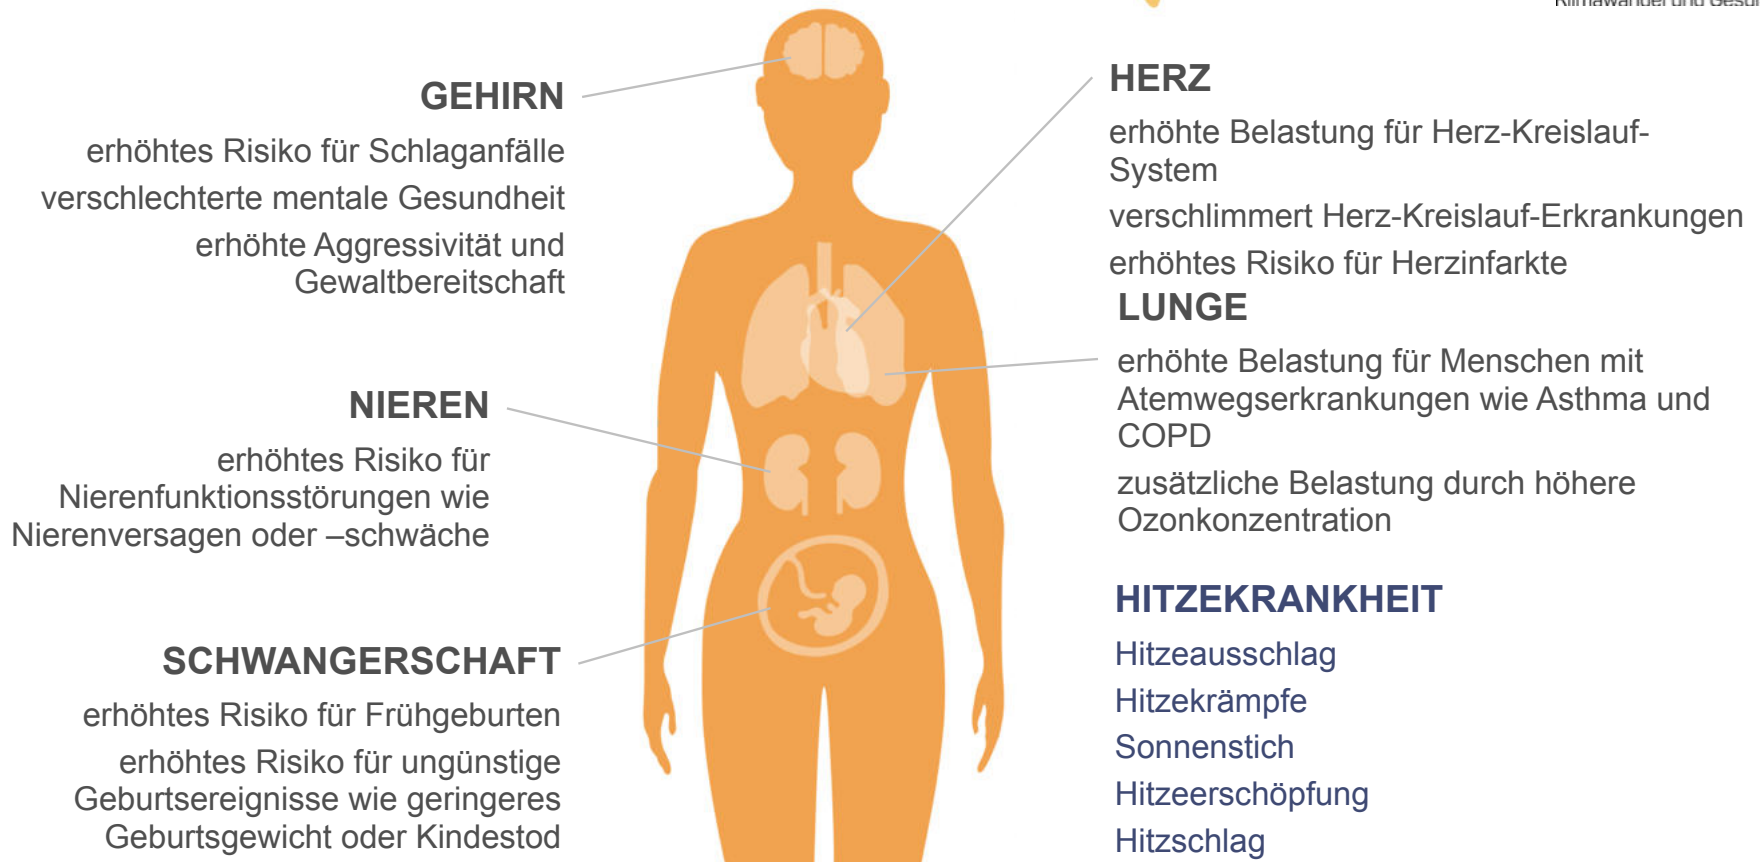 Klimawandel und Gesun
GEHIRN
erhöhtes Risiko für Schlaganfälle
verschlechterte mentale Gesundheit
erhöhte Aggressivität und
Gewaltbereitschaft
NIEREN
erhöhtes Risiko für
Nierenfunktionsstörungen wie
Nierenversagen oder –schwäche
SCHWANGERSCHAFT
erhöhtes Risiko für Frühgeburten
erhöhtes Risiko für ungünstige
Geburtsereignisse wie geringeres
Geburtsgewicht oder Kindestod
HERZ
erhöhte Belastung für Herz-Kreislauf-
System
verschlimmert Herz-Kreislauf-Erkrankungen
erhöhtes Risiko für Herzinfarkte
LUNGE
erhöhte Belastung für Menschen mit
Atemwegserkrankungen wie Asthma und
COPD
zusätzliche Belastung durch höhere
Ozonkonzentration
HITZEKRANKHEIT
Hitzeausschlag
Hitzekrämpfe
Sonnenstich
Hitzeerschöpfung
Hitzschlag